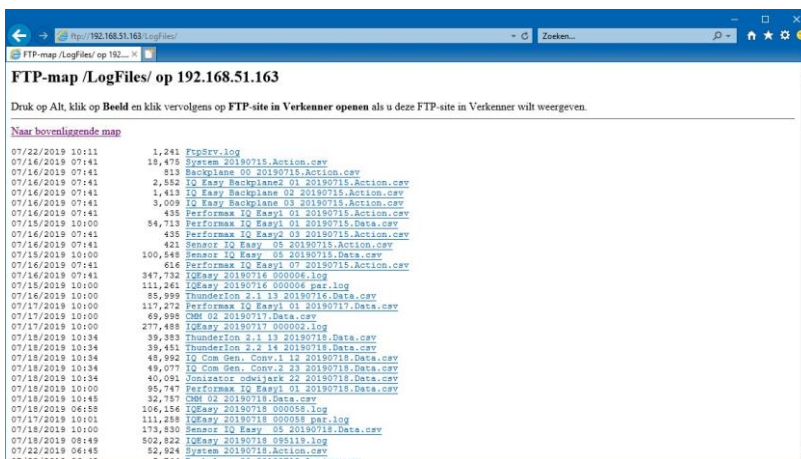 ftp://192.168.51.163/LogFiles/
Zoeken...
FTP-map /LogFiles/ op 192....
FTP-map /LogFiles/ op 192.168.51.163
Druk op Alt, klik op Beeld en klik vervolgens op FTP-site in Verkenner openen als u deze FTP-site in Verkenner wilt weergeven.
Naar bovenliggende map
07/22/2019 10:11 1,241 FtpSrv.log
07/16/2019 07:41 18,475 System 20190715.Action.csv
07/16/2019 07:41 813 Backplane 00 20190715.Action.csv
07/16/2019 07:41 2,552 IQ Easy Backplane2 01 20190715.Action.csv
07/16/2019 07:41 1,413 IQ Easy Backplane 02 20190715.Action.csv
07/16/2019 07:41 3,009 IQ Easy Backplane 03 20190715.Action.csv
07/16/2019 07:41 435 Performax IQ Easy1 01 20190715.Action.csv
07/15/2019 10:00 54,713 Performax IQ Easy1 01 20190715.Data.csv
07/16/2019 07:41 435 Performax IQ Easy2 03 20190715.Action.csv
07/16/2019 07:41 421 Sensor IQ Easy 05 20190715.Action.csv
07/15/2019 10:00 100,548 Sensor IQ Easy 05 20190715.Data.csv
07/16/2019 07:41 616 Performax IQ Easy1 07 20190715.Action.csv
07/16/2019 07:41 347,732 IQEasy 20190716 000006.log
07/15/2019 10:00 111,261 IQEasy 20190716 000006 par.log
07/16/2019 10:00 85,999 ThunderIon 2.1 13 20190716.Data.csv
07/17/2019 10:00 117,272 Performax IQ Easy1 01 20190717.Data.csv
07/17/2019 10:00 69,998 CMM 02 20190717.Data.csv
07/17/2019 10:00 277,488 IQEasy 20190717 000002.log
07/18/2019 10:34 39,383 ThunderIon 2.1 13 20190718.Data.csv
07/18/2019 10:34 39,451 ThunderIon 2.2 14 20190718.Data.csv
07/18/2019 10:34 48,992 IQ Com Gen. Conv.1 12 20190718.Data.csv
07/18/2019 10:34 49,077 IQ Com Gen. Conv.2 23 20190718.Data.csv
07/18/2019 10:34 40,091 Jonizator odwijark 22 20190718.Data.csv
07/18/2019 10:00 95,747 Performax IQ Easy1 01 20190718.Data.csv
07/18/2019 10:45 32,757 CMM 02 20190718.Data.csv
07/18/2019 06:58 106,156 IQEasy 20190718 000058.log
07/17/2019 10:01 111,258 IQEasy 20190718 000058 par.log
07/18/2019 10:00 173,830 Sensor IQ Easy 05 20190718.Data.csv
07/18/2019 08:49 502,822 IQEasy 20190718 095119.log
07/22/2019 06:45 52,924 System 20190718.Action.csv